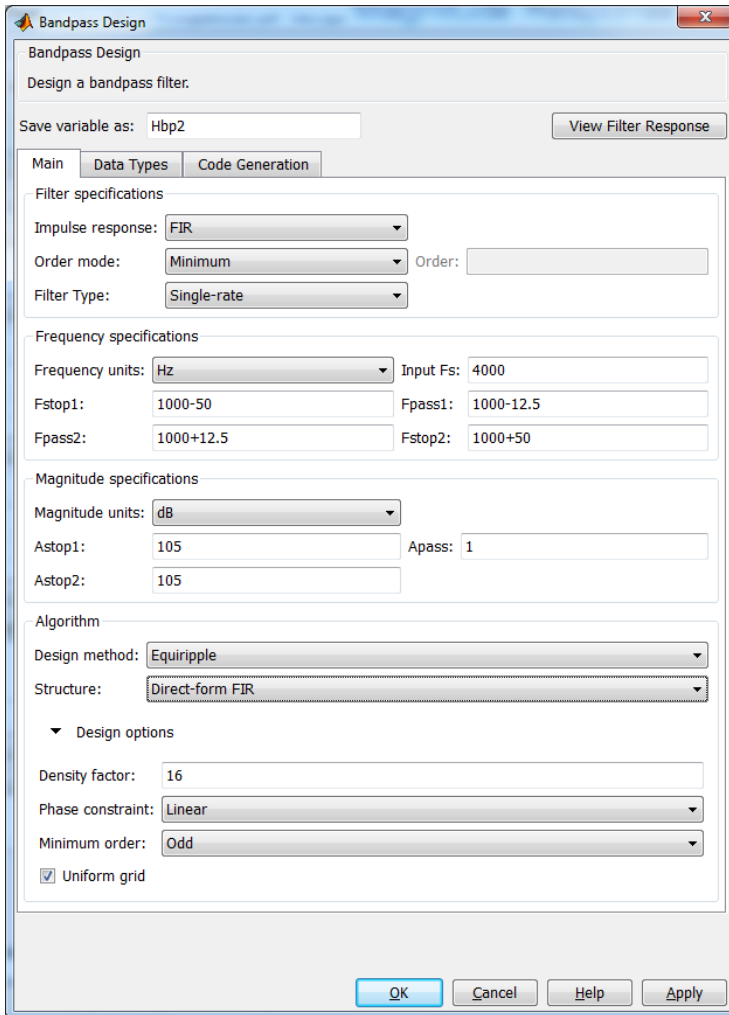 Bandpass Design
Bandpass Design
Design a bandpass filter.
Save variable as: Hbp2 View Filter Response
Main Data Types Code Generation
Filter specifications
Impulse response: FIR
Order mode: Minimum Order:
Filter Type: Single-rate
Frequency specifications
Frequency units: Hz Input Fs: 4000
Fstop1: 1000-50 Fpass1: 1000-12.5
Fpass2: 1000+12.5 Fstop2: 1000+50
Magnitude specifications
Magnitude units: dB
Astop1: 105 Apass: 1
Astop2: 105
Algorithm
Design method: Equiripple
Structure: Direct-form FIR
Design options
Density factor: 16
Phase constraint: Linear
Minimum order: Odd
Uniform grid
OK Cancel Help Apply